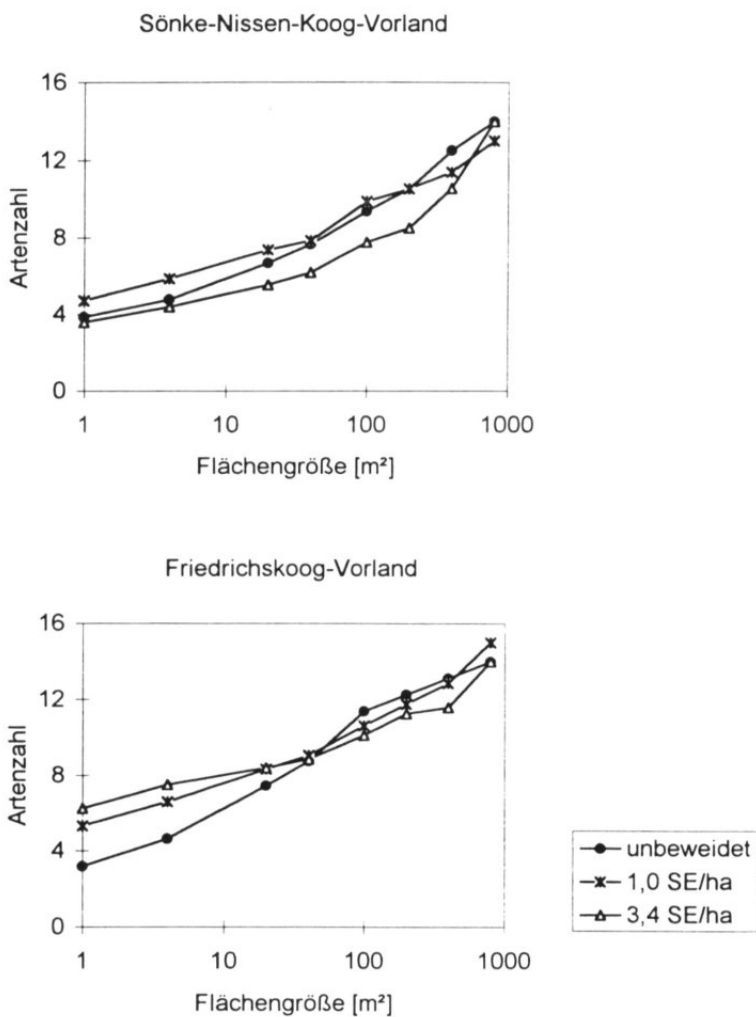 Sönke-Nissen-Koog-Vorland
16
12
8
4
0
Artenzahl
1 10 100 1000
Flächengröße [m²]
Friedrichskoog-Vorland
16
12
8
4
0
Artenzahl
1 10 100 1000
Flächengröße [m²]
unbeweidet
1,0 SE/ha
3,4 SE/ha